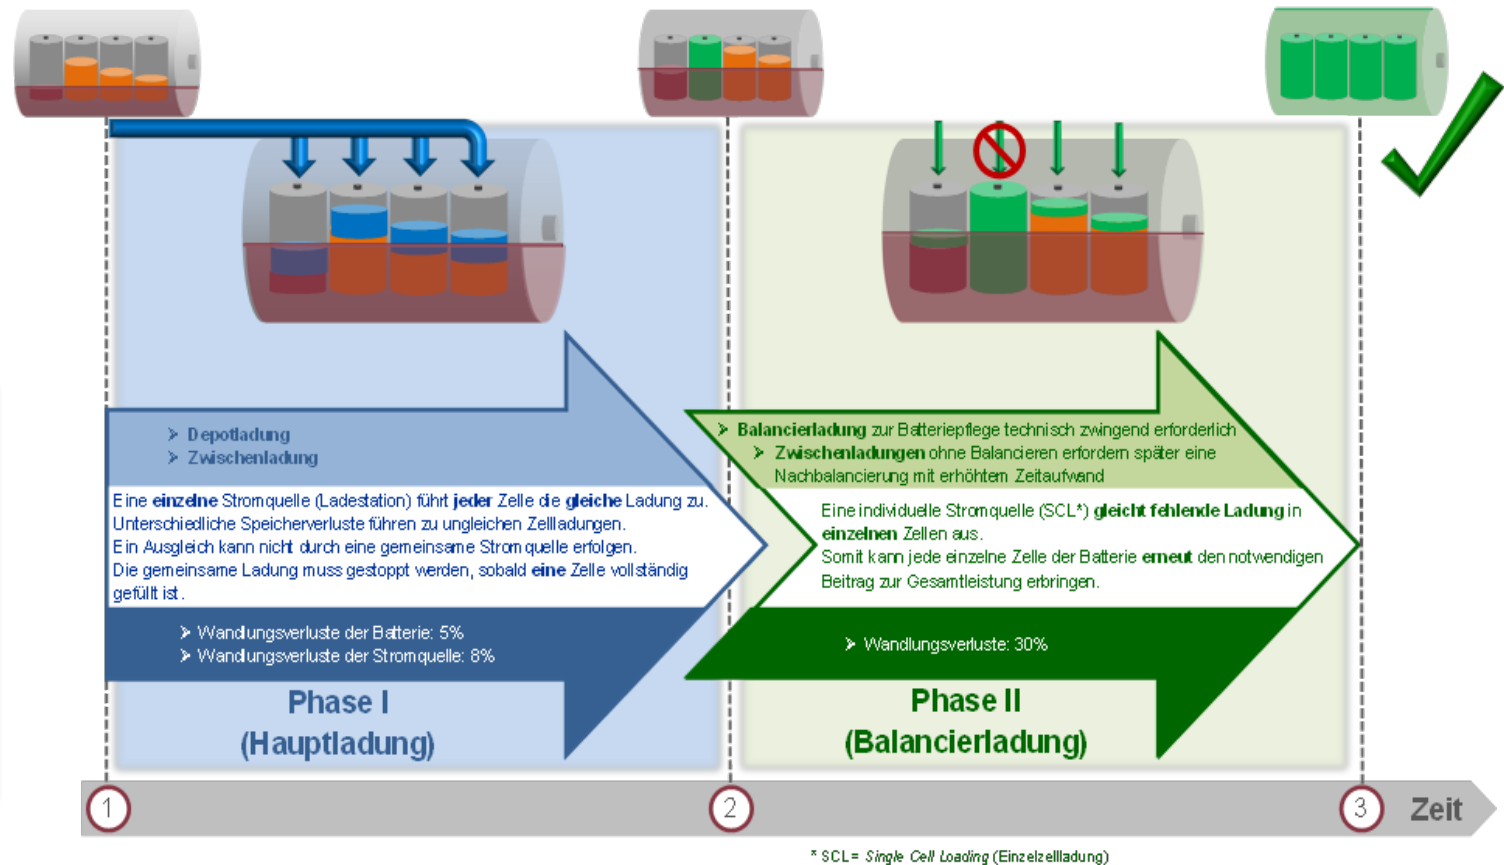 ➢ Depotladung
➢ Zwischenladung
Eine einzelne Stromquelle (Ladestation) führt jeder Zelle die gleiche Ladung zu.
Unterschiedliche Speicherverluste führen zu ungleichen Zellladungen.
Ein Ausgleich kann nicht durch eine gemeinsame Stromquelle erfolgen.
Die gemeinsame Ladung muss gestoppt werden, sobald eine Zelle vollständig
gefüllt ist.
➢ Wandlungsverluste der Batterie: 5%
➢ Wandlungsverluste der Stromquelle: 8%
Phase I
(Hauptladung)
➢ Balancierladung zur Batteriepflege technisch zwingend erforderlich
➢ Zwischenladungen ohne Balancieren erfordern später eine
Nachbalancierung mit erhöhtem Zeitaufwand
Eine individuelle Stromquelle (SCL*) gleicht fehlende Ladung in
einzelnen Zellen aus.
Somit kann jede einzelne Zelle der Batterie erneut den notwendigen
Beitrag zur Gesamtleistung erbringen.
➢ Wandlungsverluste: 30%
Phase II
(Balancierladung)
1
2
3
Zeit
* SCL= Single Cell Loading (Einzelzellladung)